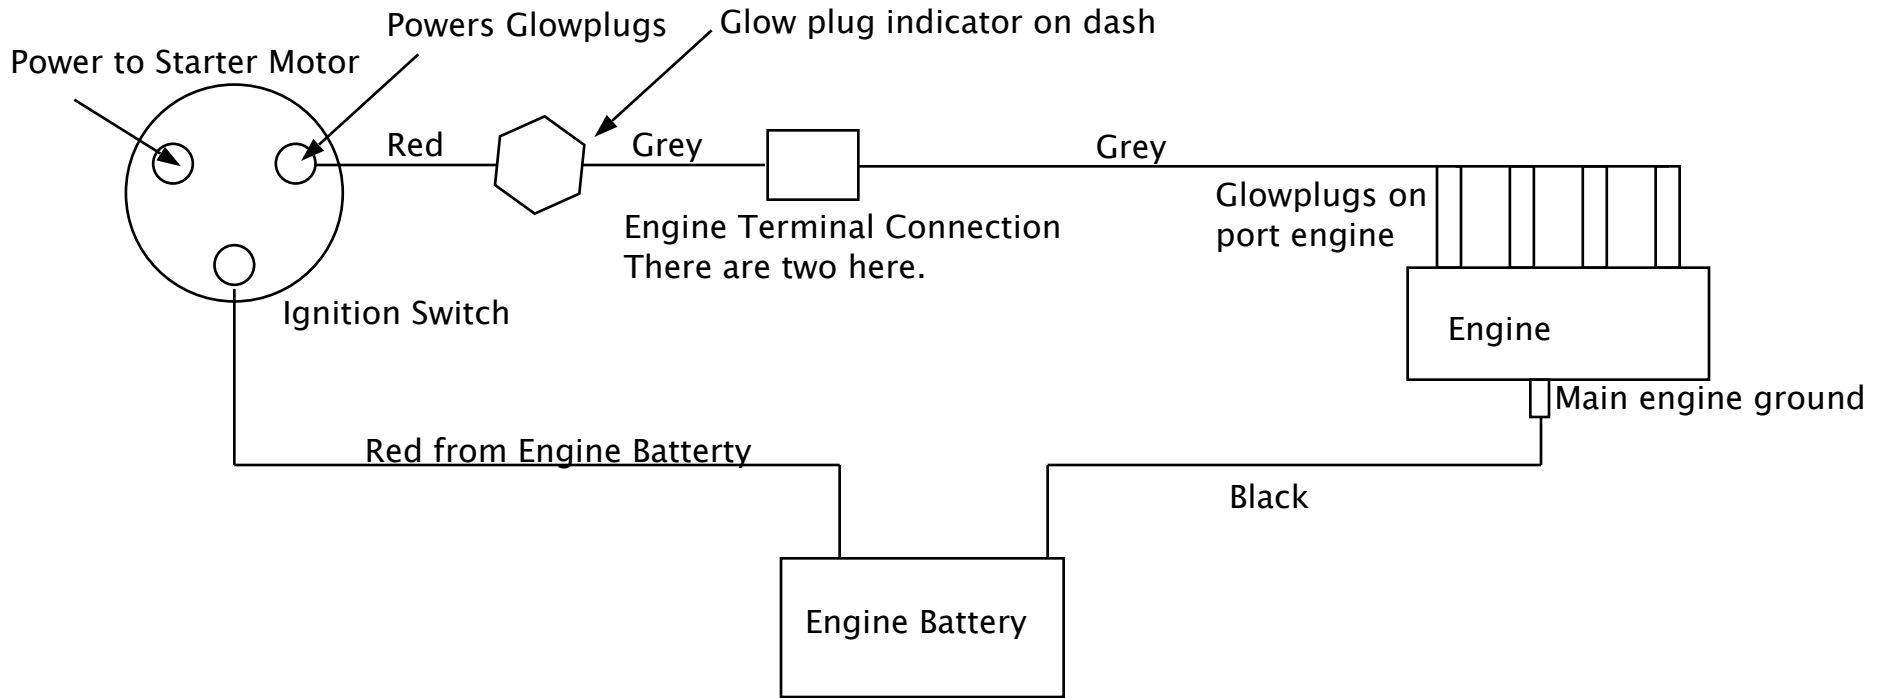 Powers Glowplugs
Glow plug indicator on dash
Power to Starter Motor
Red
Grey
Grey
Glowplugs on
port engine
Engine Terminal Connection
There are two here.
Ignition Switch
Engine
Main engine ground
Red from Engine Batterty
Black
Engine Battery